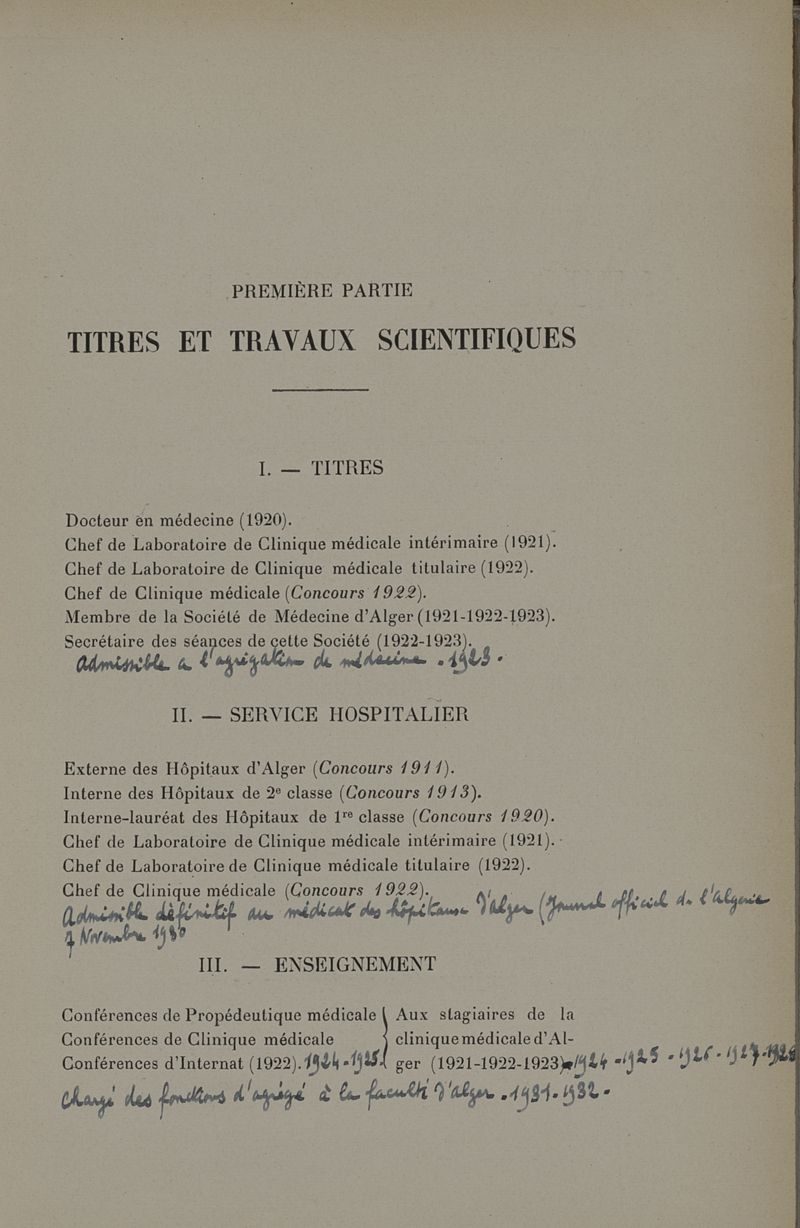 PREMIÈRE PARTIE
TITRES ET TRAVAUX SCIENTIFIQUES
I. — TITRES
Docteur en médecine (1920).
Chef de Laboratoire de Clinique médicale intérimaire (1921).
Chef de Laboratoire de Clinique médicale titulaire (1922).
Chef de Clinique médicale (Concours 1922).
Membre de la Société de Médecine d'Alger (1921-1922-1923).
Secrétaire des séances de cette Société (1922-1923).
Admissible a l'agrégation de médecine . 1923 .
II. — SERVICE HOSPITALIER
Externe des Hôpitaux d'Alger (Concours 1911).
Interne des Hôpitaux de 2e classe (Concours 1913).
Interne-lauréat des Hôpitaux de 1re classe (Concours 1920).
Chef de Laboratoire de Clinique médicale intérimaire (1921).
Chef de Laboratoire de Clinique médicale titulaire (1922).
Chef de Clinique médicale (Concours 1922).
Admissible définitif au médicat des hôpitaux d'Alger (Journal officiel de l'Algérie
Novembre 1930
III. — ENSEIGNEMENT
Conférences de Propédeutique médicale } Aux stagiaires de la
Conférences de Clinique médicale } clinique médicale d'Al-
Conférences d'Internat (1922). 1924-1925. } ger (1921-1922-1923) 1924 - 1925 - 1926 - 1927 - 1928
Chargé des fonctions d'agrégé à la faculté d'Alger . 1931 - 1932 -